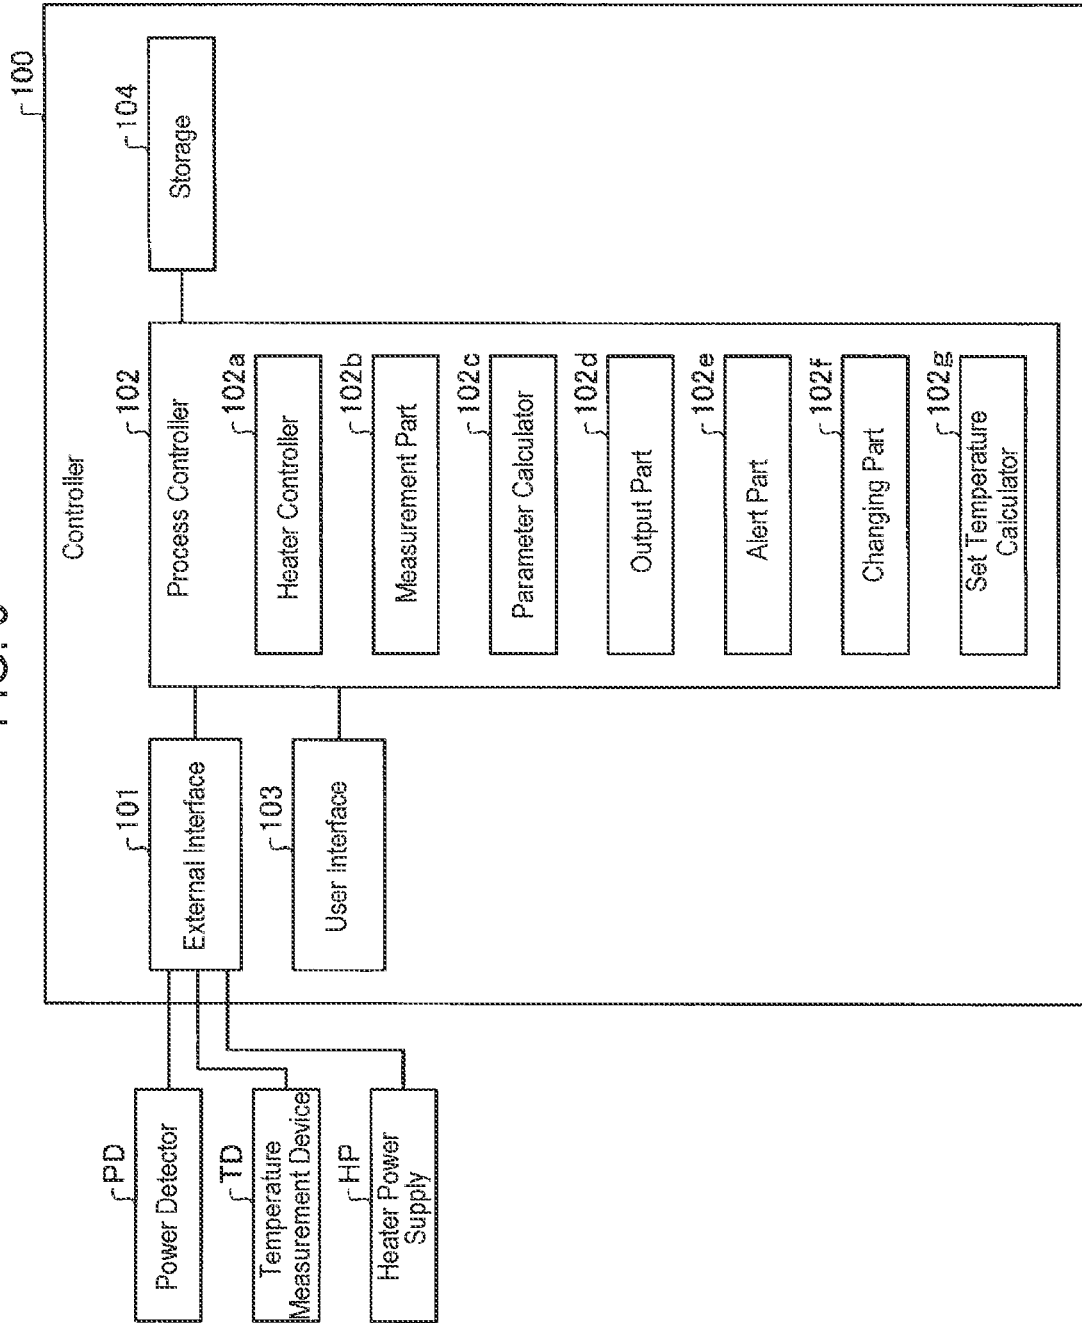 100
Controller
PD
Power Detector
TD
Temperature
Measurement Device
HP
Heater Power
Supply
101
External Interface
103
User Interface
102
Process Controller
102a
Heater Controller
102b
Measurement Part
102c
Parameter Calculator
102d
Output Part
102e
Alert Part
102f
Changing Part
102g
Set Temperature
Calculator
104
Storage